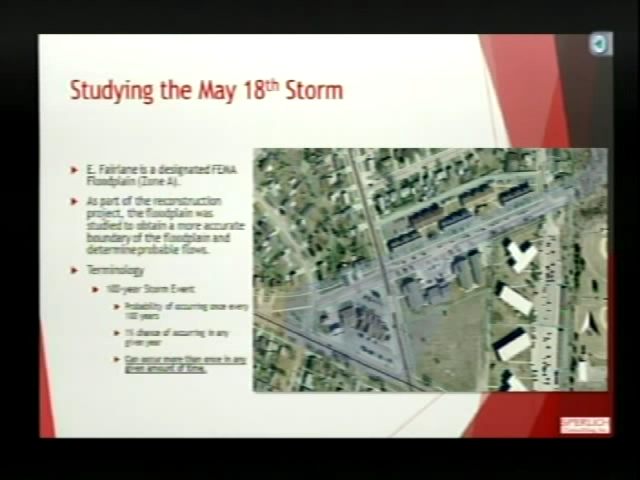 Studying the May 18th Storm
E. Fairlane is a designated FEMA
Floodplain (Zone A).
As part of the reconstruction
project, the floodplain was
studied to obtain a more accurate
boundary of the floodplain and
determine probable flows.
Terminology
100-year Storm Event
Probability of occurring once every
100 years
1% chance of occurring in any
given year
Can occur more than once in any
given amount of time.
SPERLICH
Consulting, Inc.